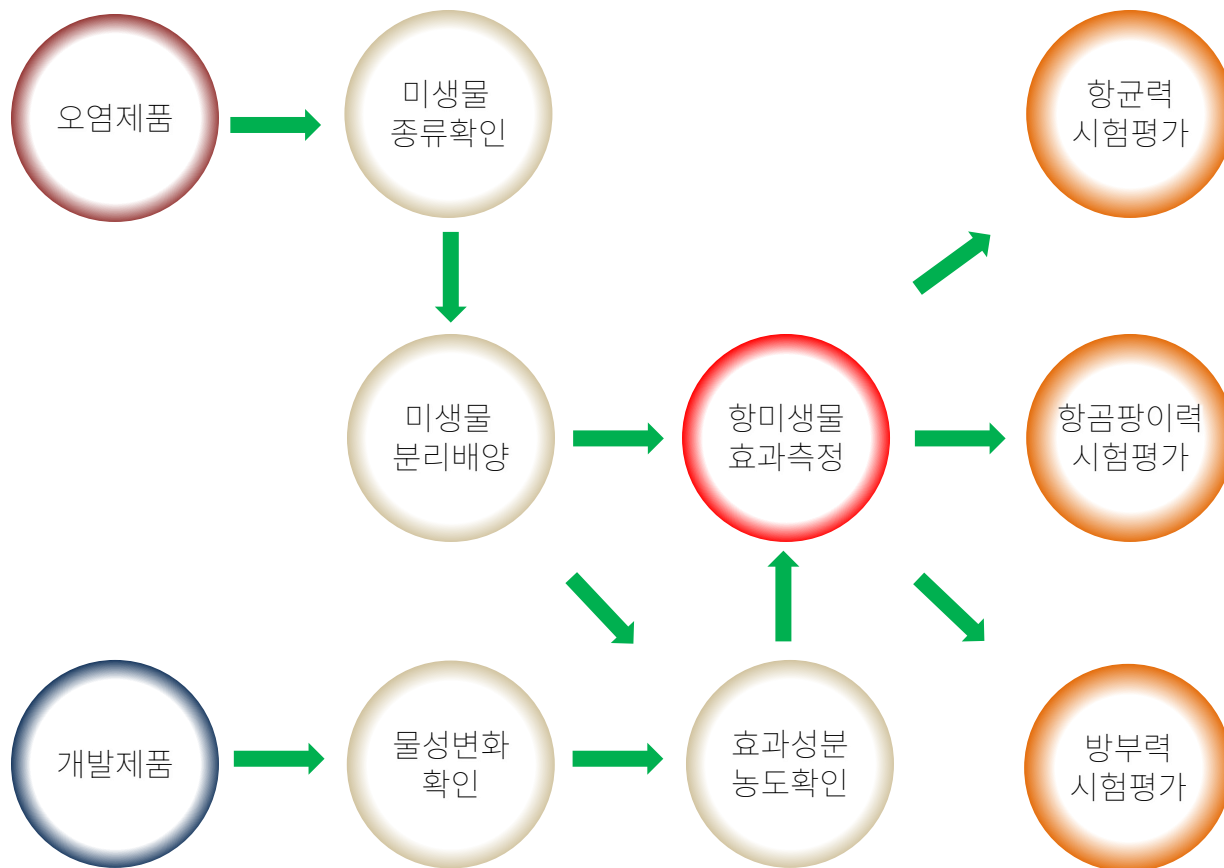 오염제품
미생물
종류확인
항균력
시험평가
미생물
분리배양
항미생물
효과측정
항곰팡이력
시험평가
개발제품
물성변화
확인
효과성분
농도확인
방부력
시험평가